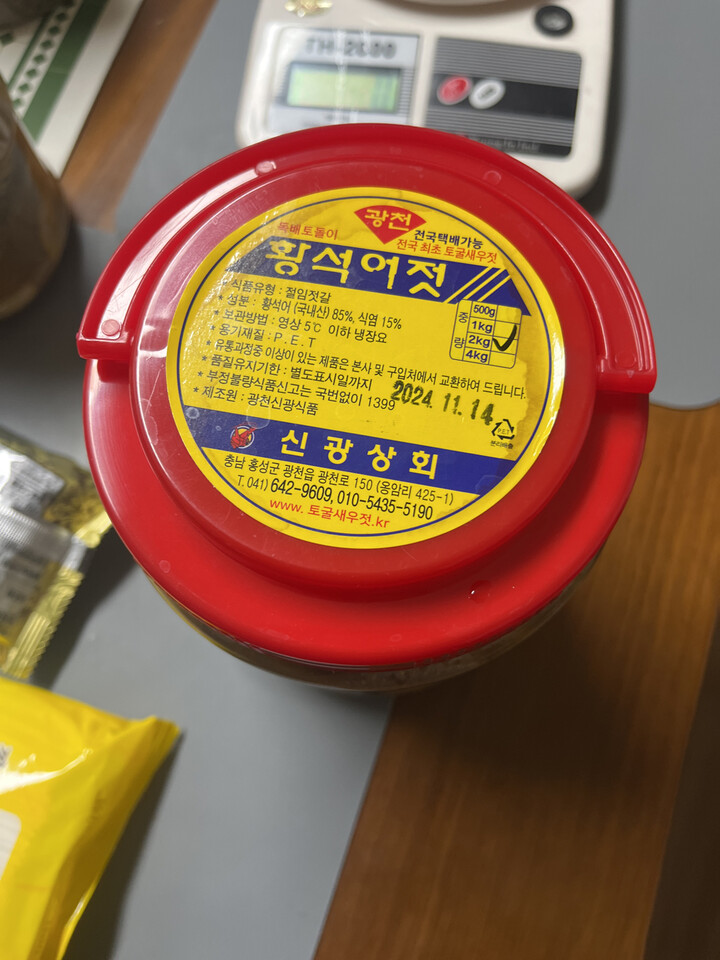 TH-2000
광천
독배토돌이
전국택배가능
전국 최초 토굴새우젓
황석어젓
* 식품유형 : 절임젓갈
* 성분 : 황석어 (국내산) 85%, 식염 15%
* 보관방법 : 영상 5℃ 이하 냉장요
* 용기재질 : P . E . T
* 유통과정중 이상이 있는 제품은 본사 및 구입처에서 교환하여 드립니다.
* 품질유지기한 : 별도표시일까지
* 부정불량식품신고는 국번없이 1399
* 제조원 : 광천신광식품
중량
500g
1kg
2kg
4kg
2024. 11. 14
신광상회
충남 홍성군 광천읍 광천로 150 (옹암리 425-1)
T. 041) 642-9609, 010-5435-5190
www. 토굴새우젓.kr